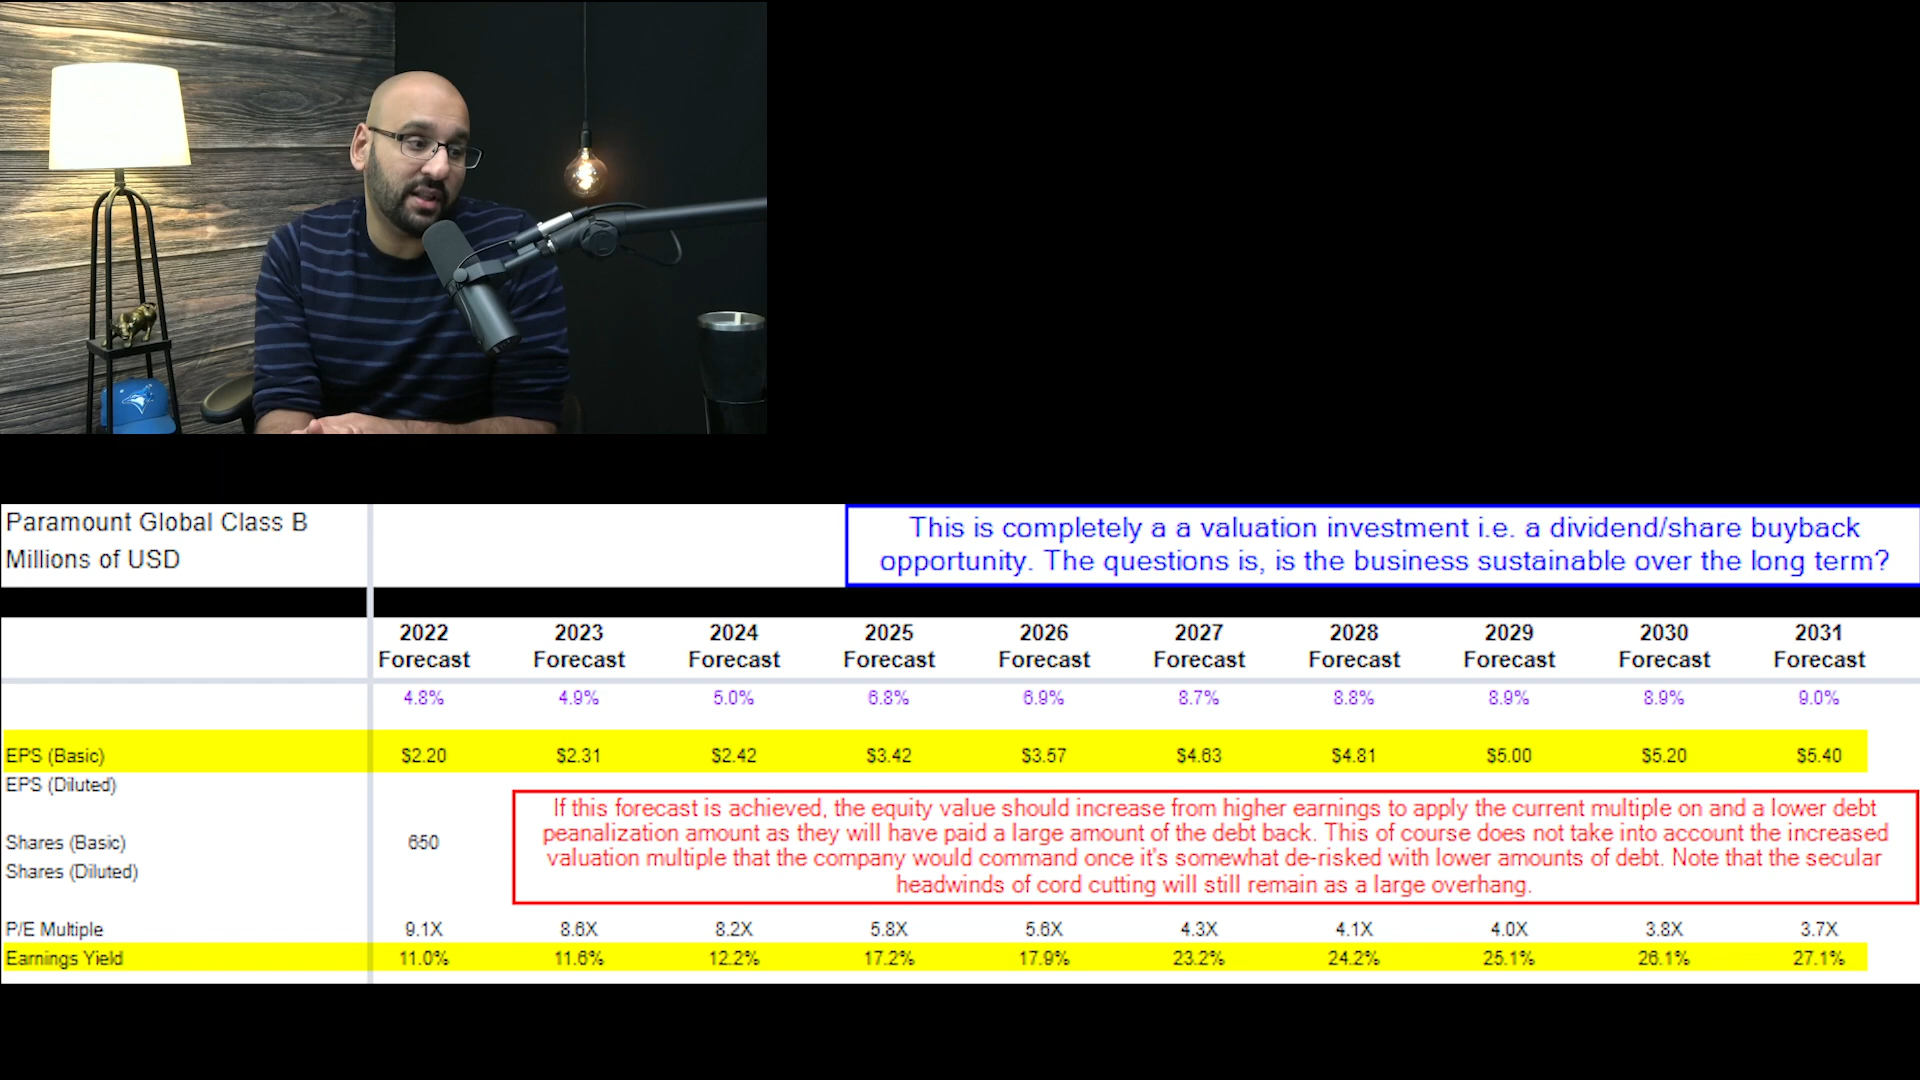 Paramount Global Class B
Millions of USD
This is completely a a valuation investment i.e. a dividend/share buyback
opportunity. The questions is, is the business sustainable over the long term?
2022 2023 2024 2025 2026 2027 2028 2029 2030 2031
Forecast Forecast Forecast Forecast Forecast Forecast Forecast Forecast Forecast Forecast
4.8% 4.9% 5.0% 6.8% 6.9% 8.7% 8.8% 8.9% 8.9% 9.0%
EPS (Basic) $2.20 $2.31 $2.42 $3.42 $3.57 $4.63 $4.81 $5.00 $5.20 $5.40
EPS (Diluted)
If this forecast is achieved, the equity value should increase from higher earnings to apply the current multiple on and a lower debt
peanalization amount as they will have paid a large amount of the debt back. This of course does not take into account the increased
valuation multiple that the company would command once it's somewhat de-risked with lower amounts of debt. Note that the secular
headwinds of cord cutting will still remain as a large overhang.
Shares (Basic) 650
Shares (Diluted)
P/E Multiple 9.1X 8.6X 8.2X 5.8X 5.6X 4.3X 4.1X 4.0X 3.8X 3.7X
Earnings Yield 11.0% 11.6% 12.2% 17.2% 17.9% 23.2% 24.2% 25.1% 26.1% 27.1%